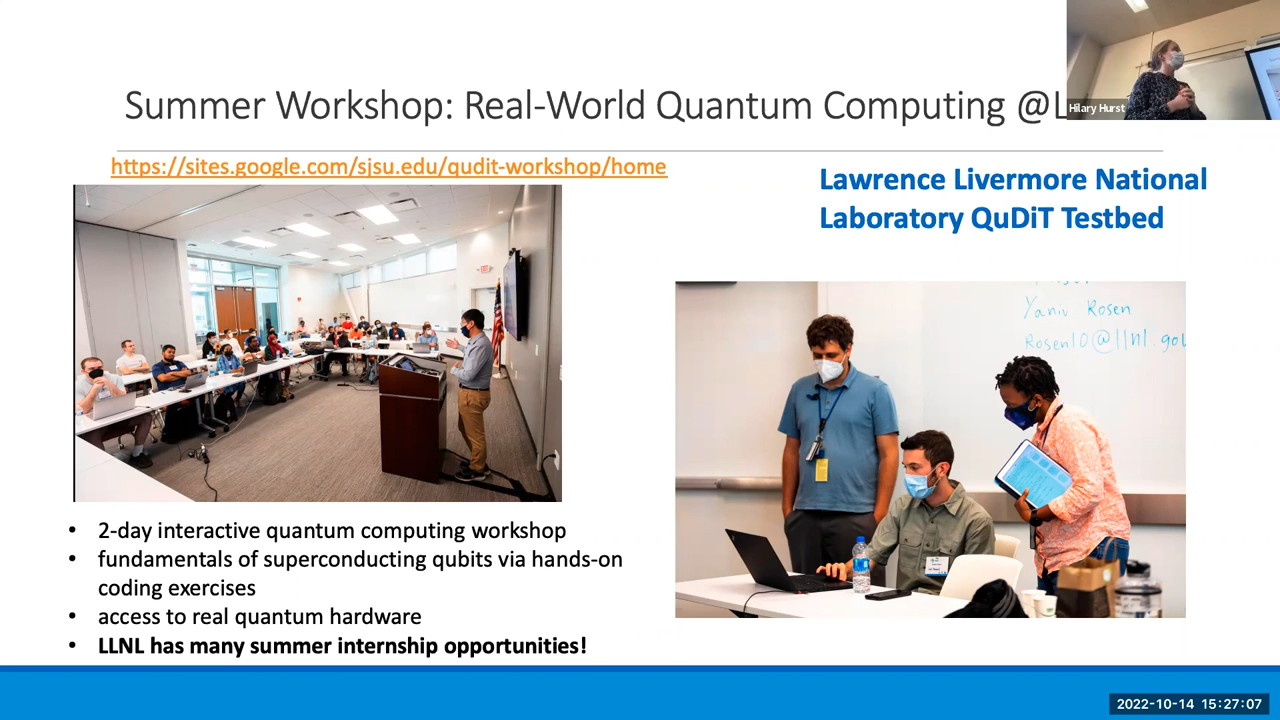 Summer Workshop: Real-World Quantum Computing @L
Hilary Hurst
https://sites.google.com/sjsu.edu/qudit-workshop/home
Lawrence Livermore National
Laboratory QuDiT Testbed
Yaniv Rosen
Rosen10@llnl.gov
• 2-day interactive quantum computing workshop
• fundamentals of superconducting qubits via hands-on
coding exercises
• access to real quantum hardware
• LLNL has many summer internship opportunities!
2022-10-14 15:27:07